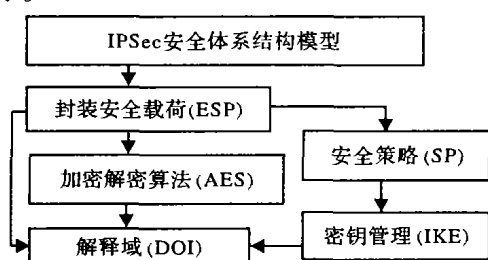 IPSec安全体系结构模型
封装安全载荷(ESP)
安全策略(SP)
加密解密算法(AES)
解释域(DOI)
密钥管理(IKE)